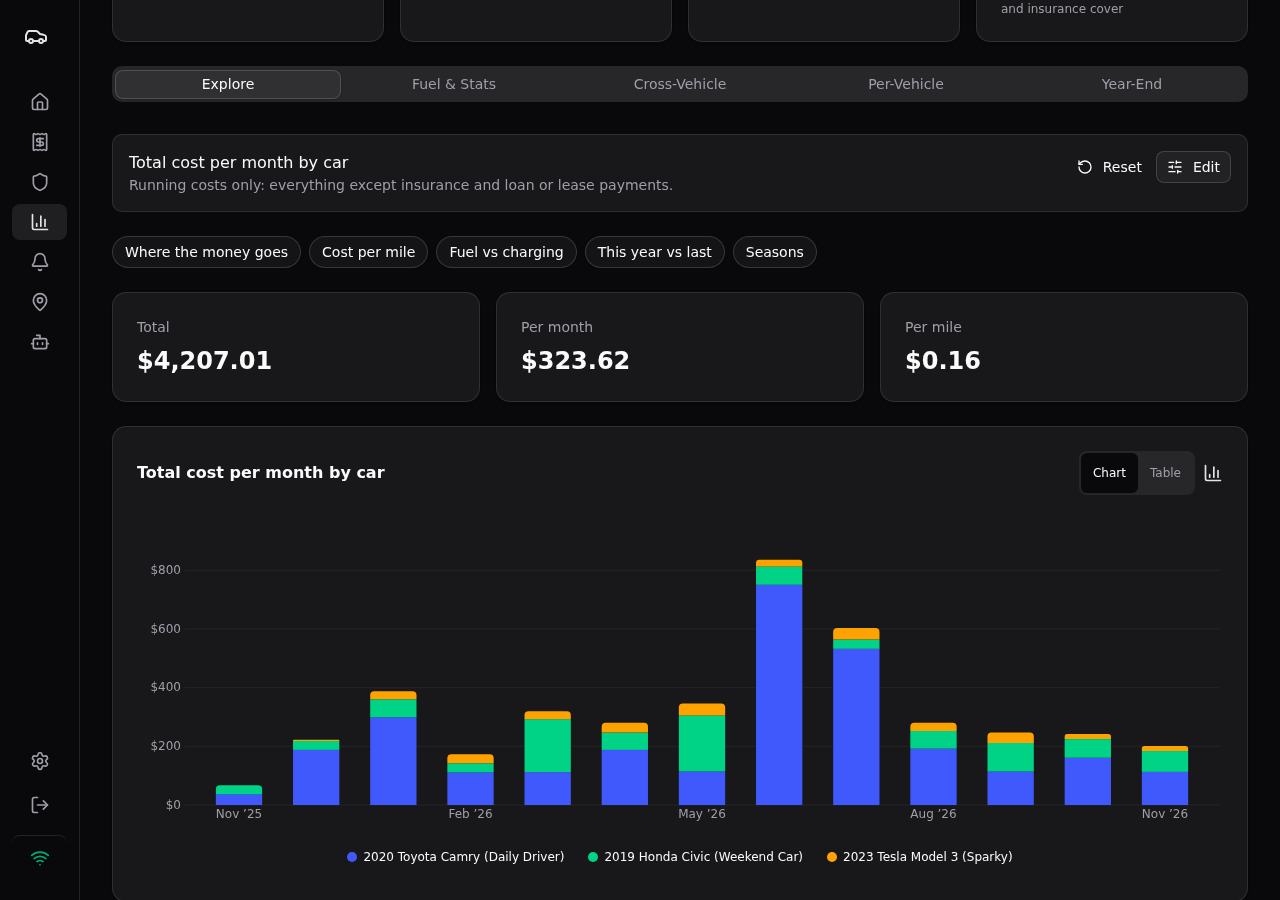 and insurance cover
Explore
Fuel & Stats
Cross-Vehicle
Per-Vehicle
Year-End
Total cost per month by car
Running costs only: everything except insurance and loan or lease payments.
Reset
Edit
Where the money goes
Cost per mile
Fuel vs charging
This year vs last
Seasons
Total
$4,207.01
Per month
$323.62
Per mile
$0.16
Total cost per month by car
Chart
Table
$800
$600
$400
$200
$0
Nov ’25
Feb ’26
May ’26
Aug ’26
Nov ’26
2020 Toyota Camry (Daily Driver)
2019 Honda Civic (Weekend Car)
2023 Tesla Model 3 (Sparky)